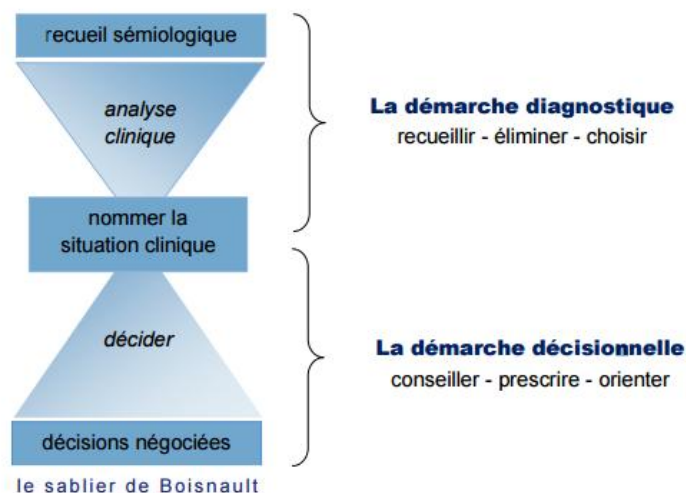 recueil sémiologique
analyse
clinique
La démarche diagnostique
recueillir - éliminer - choisir
nommer la
situation clinique
décider
La démarche décisionnelle
conseiller - prescrire - orienter
décisions négociées
le sablier de Boisnault